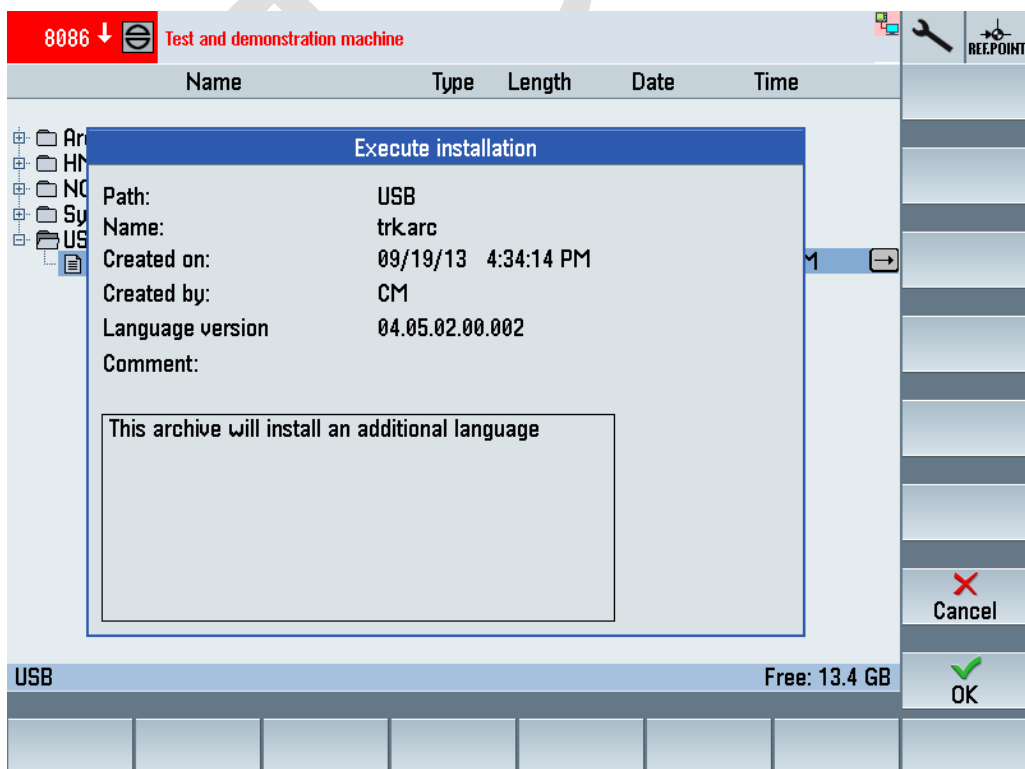 8086 Test and demonstration machine
REF.POINT
Name Type Length Date Time
Execute installation
Path: USB
Name: trk.arc
Created on: 09/19/13 4:34:14 PM
Created by: CM
Language version 04.05.02.00.002
Comment:
This archive will install an additional language
Cancel
USB Free: 13.4 GB
OK